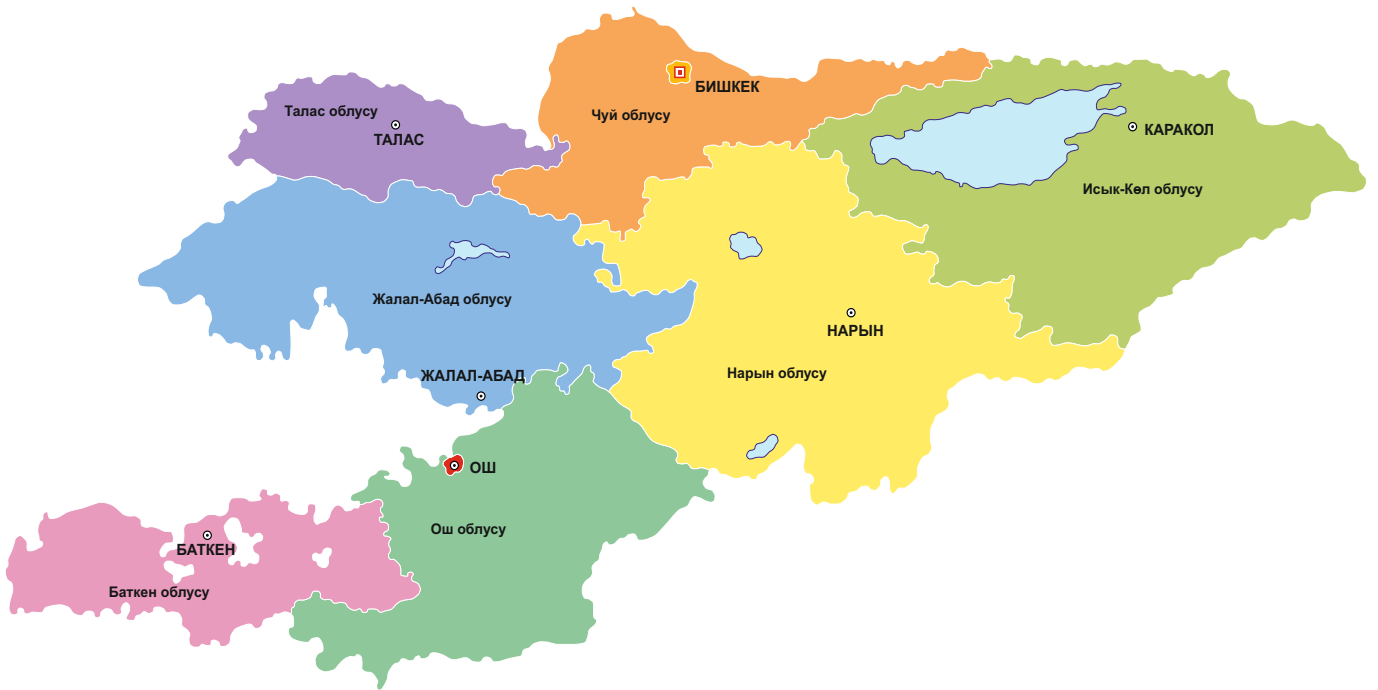 БИШКЕК
Талас облусу
Чуй облусу
ТАЛАС
КАРАКОЛ
Исык-Көл облусу
Жалал-Абад облусу
НАРЫН
Нарын облусу
ЖАЛАЛ-АБАД
ОШ
Ош облусу
БАТКЕН
Баткен облусу